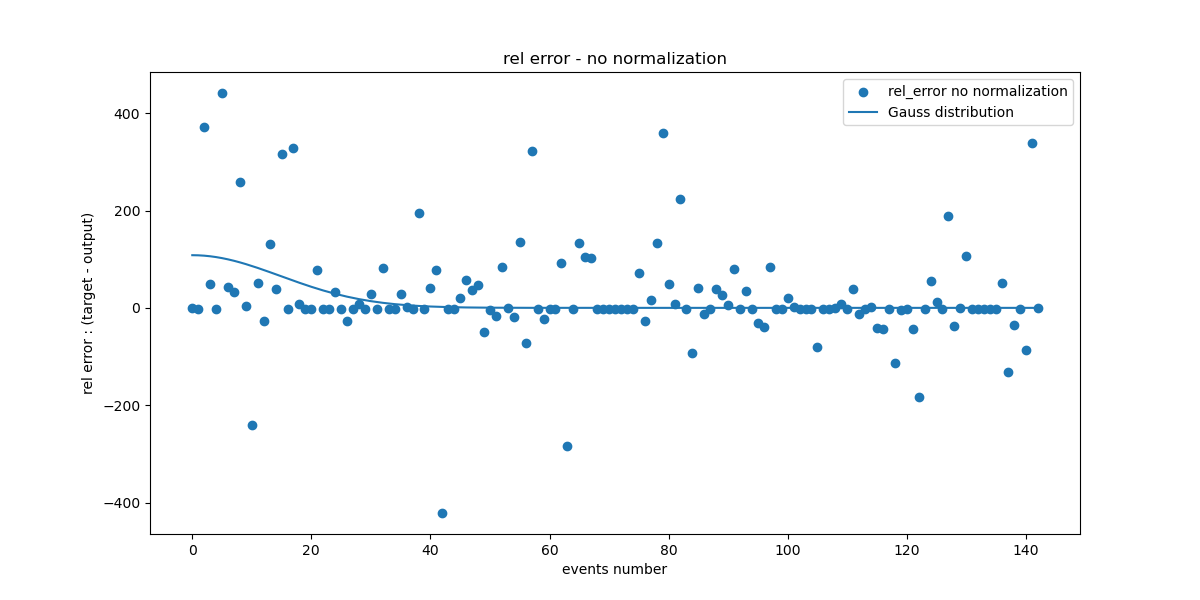 rel error - no normalization
rel_error no normalization
Gauss distribution
rel error : (target - output)
400
200
0
−200
−400
0 20 40 60 80 100 120 140
events number